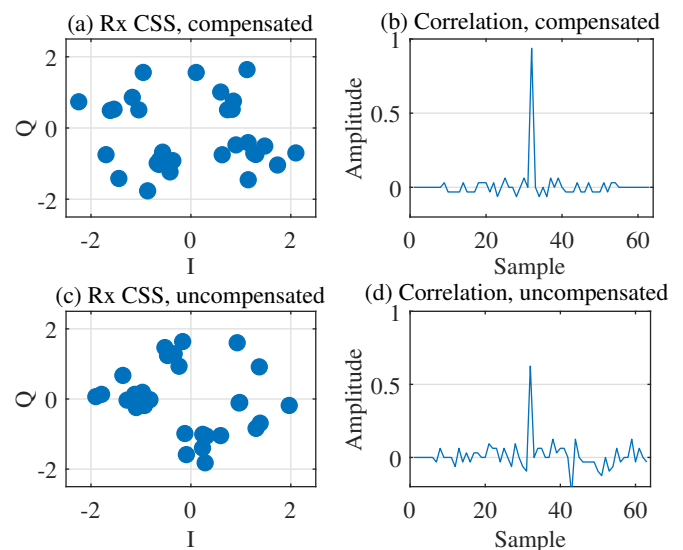 (a) Rx CSS, compensated
2
0
-2
Q
-2
0
2
I
(b) Correlation, compensated
1
0.5
0
Amplitude
0
20
40
60
Sample
(c) Rx CSS, uncompensated
2
0
-2
Q
-2
0
2
I
(d) Correlation, uncompensated
1
0.5
0
Amplitude
0
20
40
60
Sample